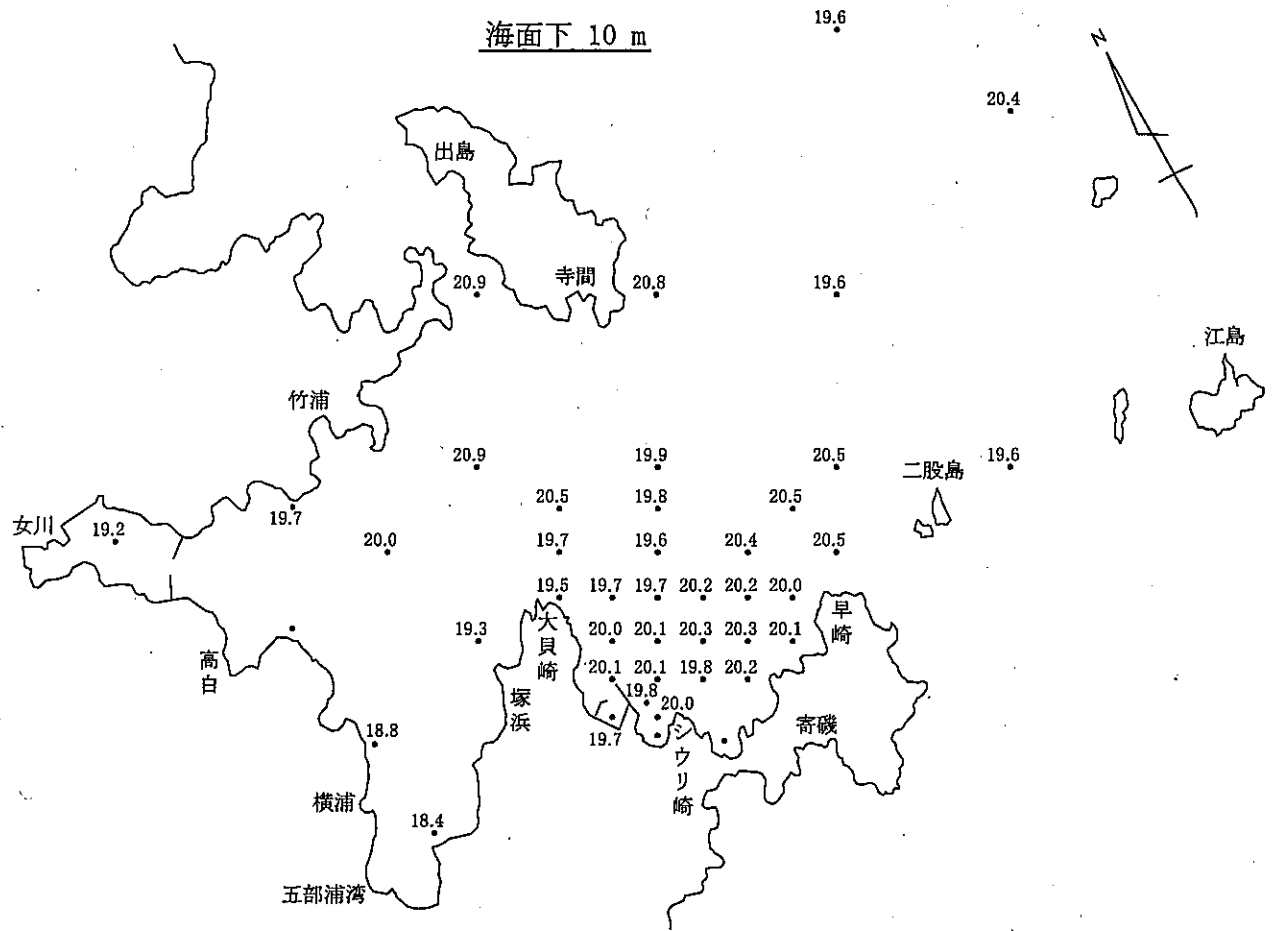 海面下 10 m
19.6
N
20.4
出島
寺間
20.9
20.8
19.6
江島
竹浦
20.9
19.9
20.5
19.6
二股島
20.5
19.8
20.5
女川
19.2
19.7
20.0
19.7
19.6
20.4
20.5
19.5
19.7
19.7
20.2
20.2
20.0
早崎
大貝崎
19.3
20.0
20.1
20.3
20.3
20.1
高白
塚浜
20.1
20.1
19.8
20.2
19.8
20.0
19.7
シウリ崎
寄磯
18.8
横浦
18.4
五部浦湾